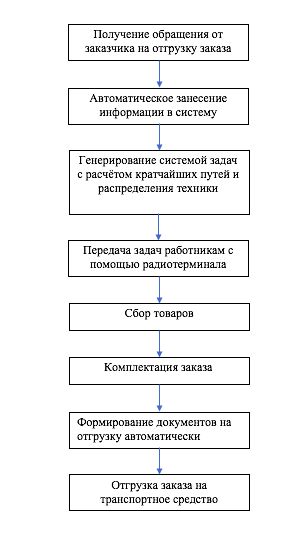 Получение обращения от
заказчика на отгрузку заказа
Автоматическое занесение
информации в систему
Генерирование системой задач
с расчётом кратчайших путей и
распределения техники
Передача задач работникам с
помощью радиотерминала
Сбор товаров
Комплектация заказа
Формирование документов на
отгрузку автоматически
Отгрузка заказа на
транспортное средство